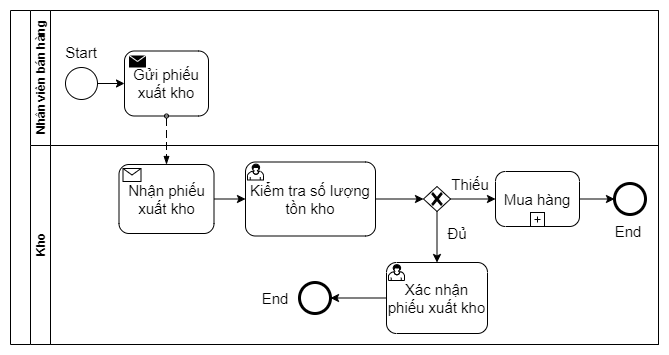 Nhân viên bán hàng
Start
Gửi phiếu
xuất kho
Kho
Nhận phiếu
xuất kho
Kiểm tra số lượng
tồn kho
Thiếu
Mua hàng
End
Đủ
Xác nhận
phiếu xuất kho
End